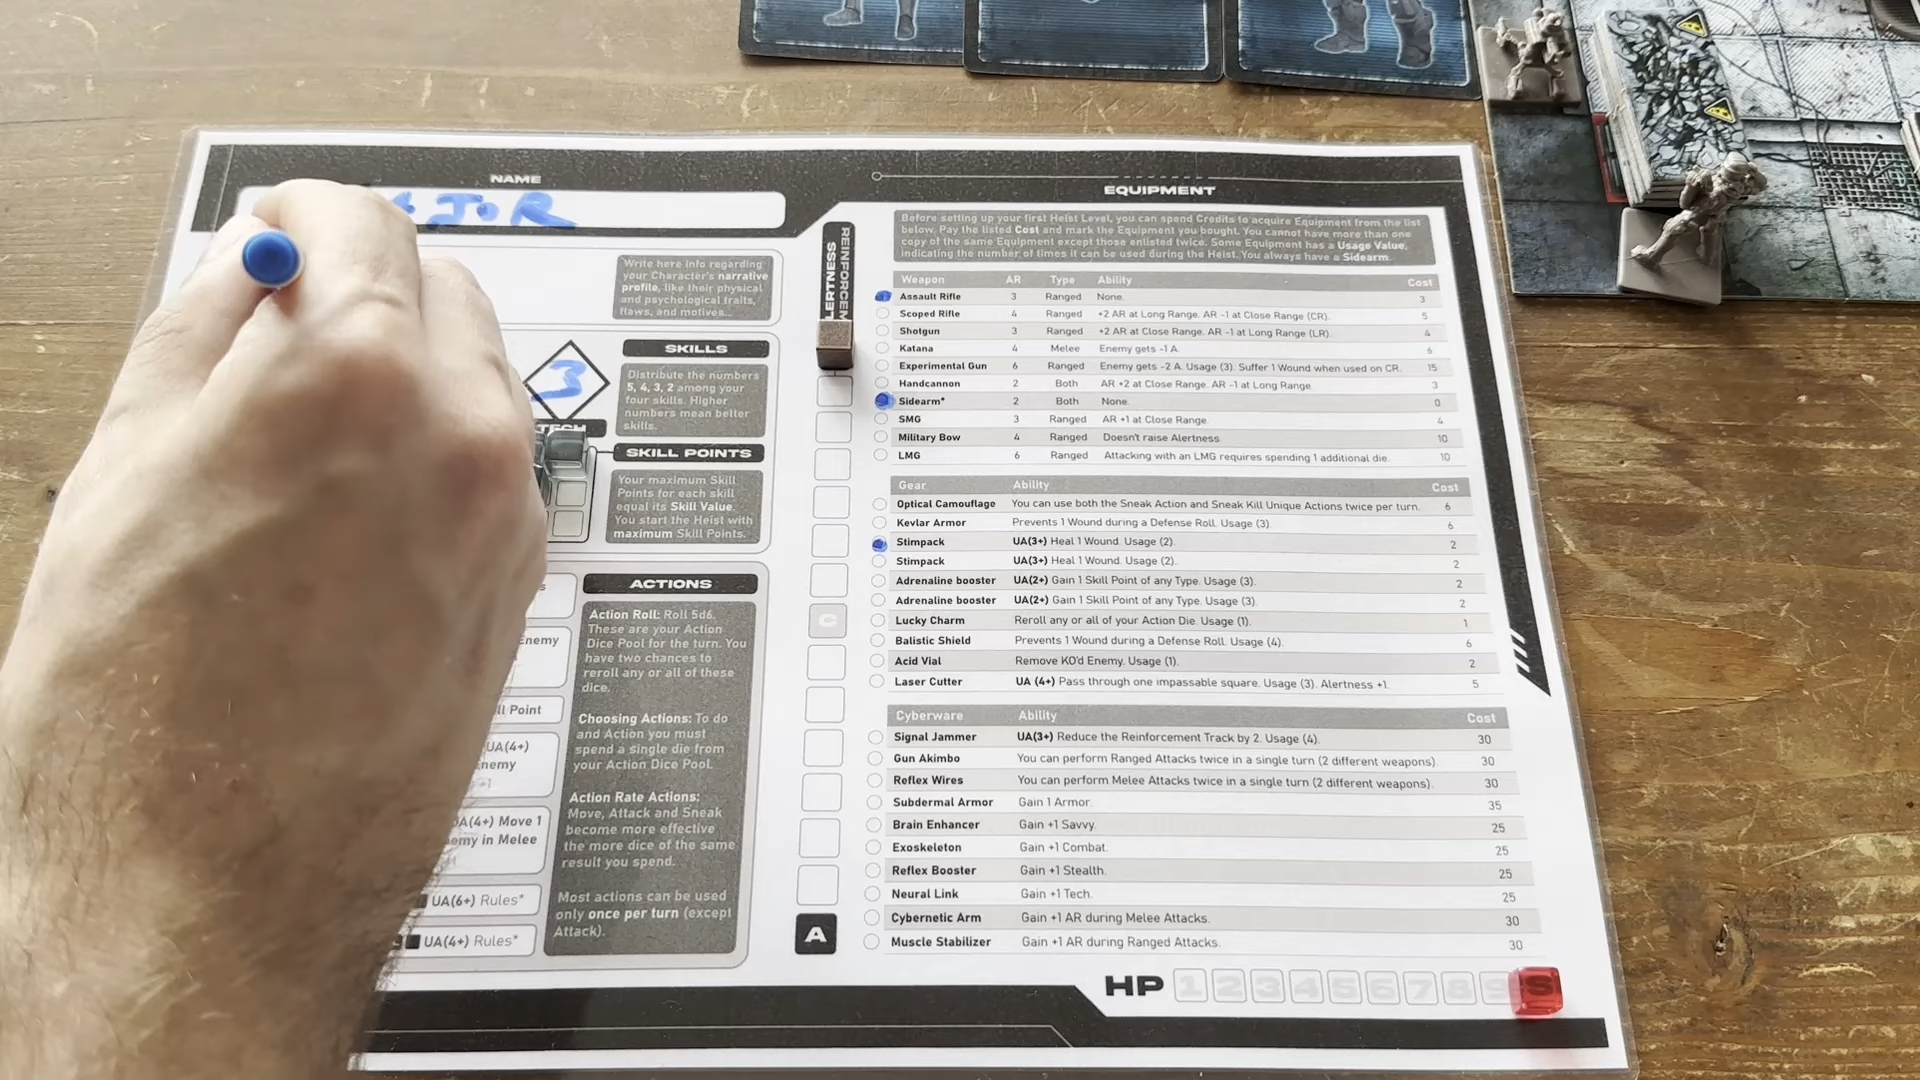 NAME
JOR
Write here info regarding
your Character's narrative
profile, like their physical
and psychological traits,
flaws, and motives...
3
TECH
SKILLS
Distribute the numbers
5, 4, 3, 2 among your
four skills. Higher
numbers mean better
skills.
SKILL POINTS
Your maximum Skill
Points for each skill
equal its Skill Value.
You start the Heist with
maximum Skill Points.
Enemy
ll Point
UA(4+)
nemy
+1
UA(4+) Move 1
emy in Melee
UA(6+) Rules*
UA(4+) Rules*
ACTIONS
Action Roll: Roll 5d6.
These are your Action
Dice Pool for the turn. You
have two chances to
reroll any or all of these
dice.
Choosing Actions: To do
and Action you must
spend a single die from
your Action Dice Pool.
Action Rate Actions:
Move, Attack and Sneak
become more effective
the more dice of the same
result you spend.
Most actions can be used
only once per turn (except
Attack).
LERTNESS
REINFORCEM
C
A
EQUIPMENT
Before setting up your first Heist Level, you can spend Credits to acquire Equipment from the list
below. Pay the listed Cost and mark the Equipment you bought. You cannot have more than one
copy of the same Equipment except those enlisted twice. Some Equipment has a Usage Value,
indicating the number of times it can be used during the Heist. You always have a Sidearm.
Weapon AR Type Ability Cost
Assault Rifle 3 Ranged None. 3
Scoped Rifle 4 Ranged +2 AR at Long Range. AR -1 at Close Range (CR). 5
Shotgun 3 Ranged +2 AR at Close Range. AR -1 at Long Range (LR). 4
Katana 4 Melee Enemy gets -1 A. 6
Experimental Gun 6 Ranged Enemy gets -2 A. Usage (3). Suffer 1 Wound when used on CR. 15
Handcannon 2 Both AR +2 at Close Range. AR -1 at Long Range. 3
Sidearm* 2 Both None. 0
SMG 3 Ranged AR +1 at Close Range. 4
Military Bow 4 Ranged Doesn't raise Alertness. 10
LMG 6 Ranged Attacking with an LMG requires spending 1 additional die. 10
Gear Ability Cost
Optical Camouflage You can use both the Sneak Action and Sneak Kill Unique Actions twice per turn. 6
Kevlar Armor Prevents 1 Wound during a Defense Roll. Usage (3). 6
Stimpack UA(3+) Heal 1 Wound. Usage (2). 2
Stimpack UA(3+) Heal 1 Wound. Usage (2). 2
Adrenaline booster UA(2+) Gain 1 Skill Point of any Type. Usage (3). 2
Adrenaline booster UA(2+) Gain 1 Skill Point of any Type. Usage (3). 2
Lucky Charm Reroll any or all of your Action Die. Usage (1). 1
Balistic Shield Prevents 1 Wound during a Defense Roll. Usage (4). 6
Acid Vial Remove KO'd Enemy. Usage (1). 2
Laser Cutter UA (4+) Pass through one impassable square. Usage (3). Alertness +1. 5
Cyberware Ability Cost
Signal Jammer UA(3+) Reduce the Reinforcement Track by 2. Usage (4). 30
Gun Akimbo You can perform Ranged Attacks twice in a single turn (2 different weapons). 30
Reflex Wires You can perform Melee Attacks twice in a single turn (2 different weapons). 30
Subdermal Armor Gain 1 Armor. 35
Brain Enhancer Gain +1 Savvy. 25
Exoskeleton Gain +1 Combat. 25
Reflex Booster Gain +1 Stealth. 25
Neural Link Gain +1 Tech. 25
Cybernetic Arm Gain +1 AR during Melee Attacks. 30
Muscle Stabilizer Gain +1 AR during Ranged Attacks. 30
HP 1 2 3 4 5 6 7 8 9 S